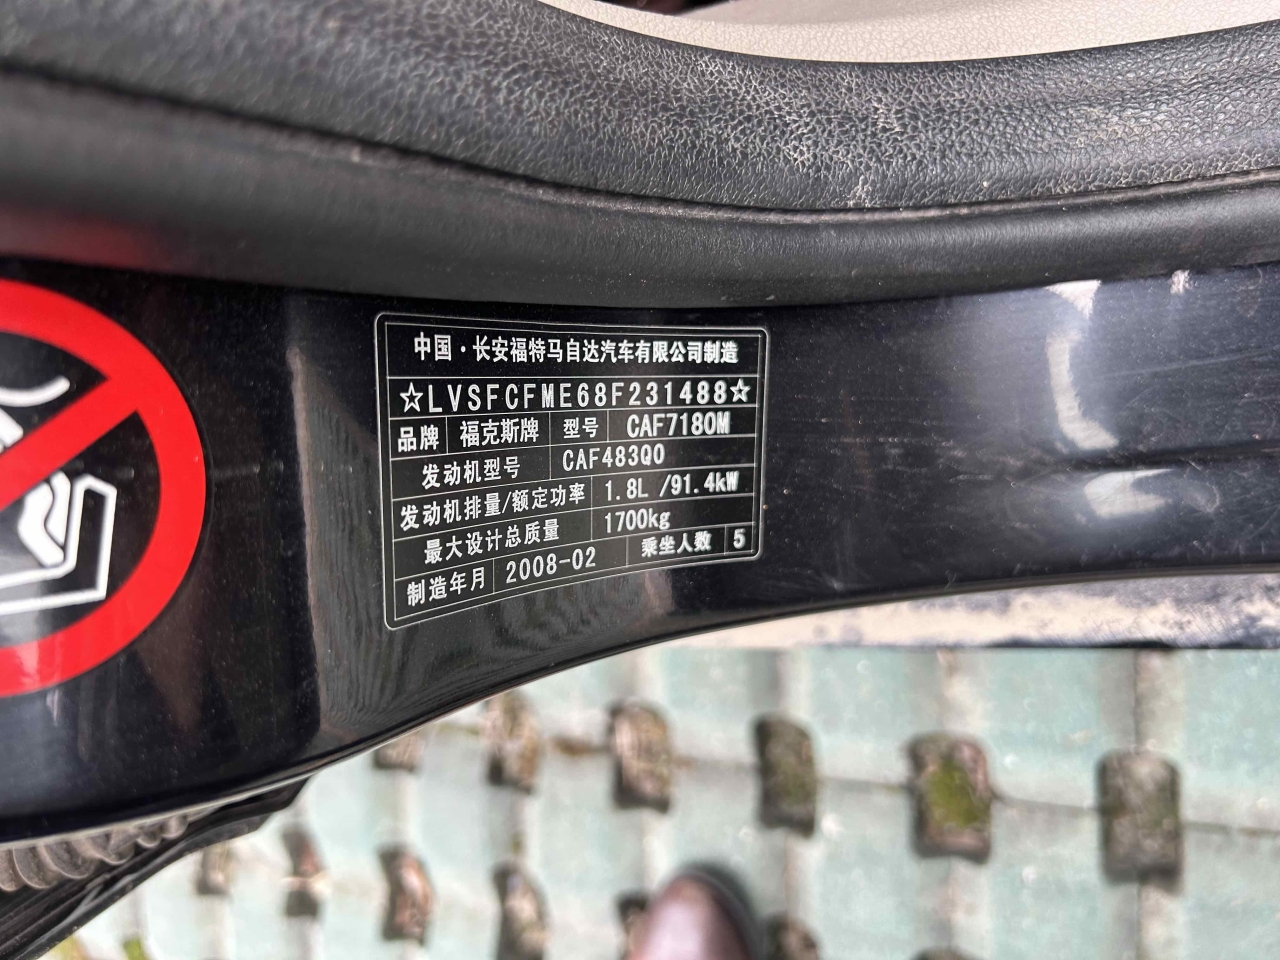 中国·长安福特马自达汽车有限公司制造
☆LVSFCFME68F231488☆
品牌 福克斯牌 型号 CAF7180M
发动机型号 CAF483Q0
发动机排量/额定功率 1.8L /91.4kW
最大设计总质量 1700kg
制造年月 2008-02 乘坐人数 5